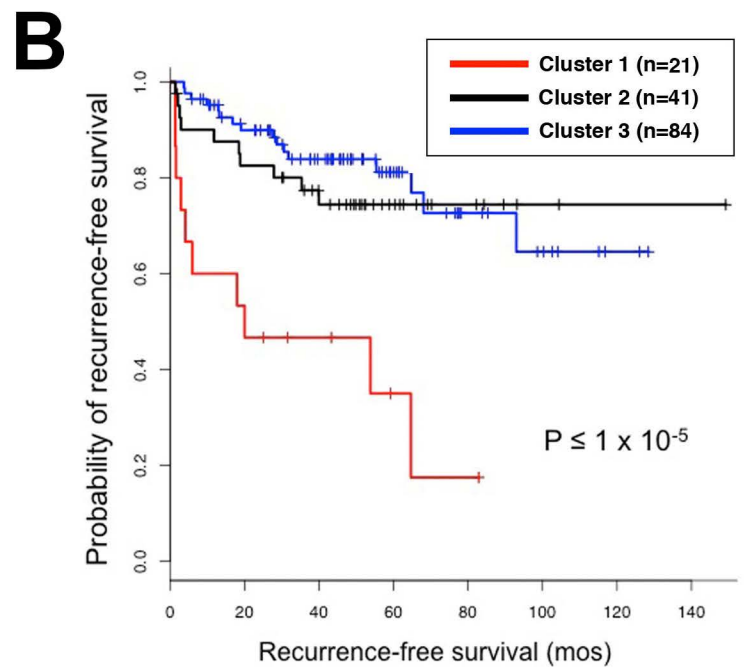 B
Cluster 1 (n=21)
Cluster 2 (n=41)
Cluster 3 (n=84)
Probability of recurrence-free survival
1.0
0.8
0.6
0.4
0.2
0.0
P ≤ 1 x 10⁻⁵
0 20 40 60 80 100 120 140
Recurrence-free survival (mos)